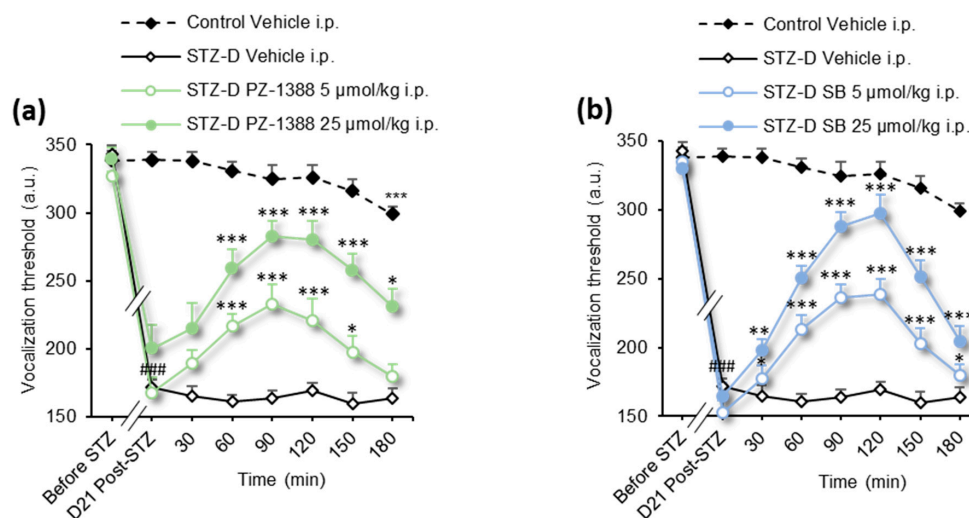 Control Vehicle i.p.
STZ-D Vehicle i.p.
STZ-D PZ-1388 5 µmol/kg i.p.
STZ-D PZ-1388 25 µmol/kg i.p.
(a)
350
300
250
200
150
Vocalization threshold (a.u.)
***
***
***
***
***
*
***
***
*
###
Before STZ
D21 Post-STZ
30
60
90
120
150
180
Time (min)
Control Vehicle i.p.
STZ-D Vehicle i.p.
STZ-D SB 5 µmol/kg i.p.
STZ-D SB 25 µmol/kg i.p.
(b)
350
300
250
200
150
Vocalization threshold (a.u.)
***
***
***
***
**
***
***
***
***
***
*
*
###
Before STZ
D21 Post-STZ
30
60
90
120
150
180
Time (min)